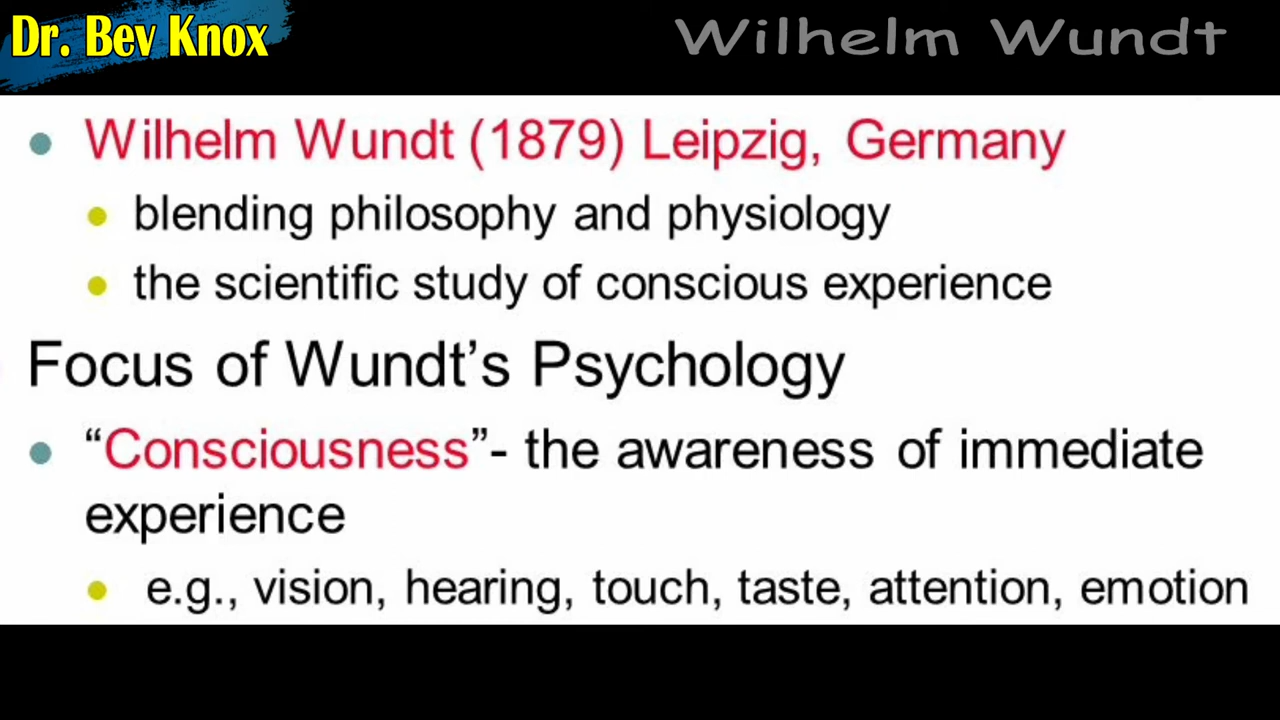 Dr. Bev Knox
Wilhelm Wundt
Wilhelm Wundt (1879) Leipzig, Germany
blending philosophy and physiology
the scientific study of conscious experience
Focus of Wundt’s Psychology
“Consciousness”- the awareness of immediate
experience
e.g., vision, hearing, touch, taste, attention, emotion